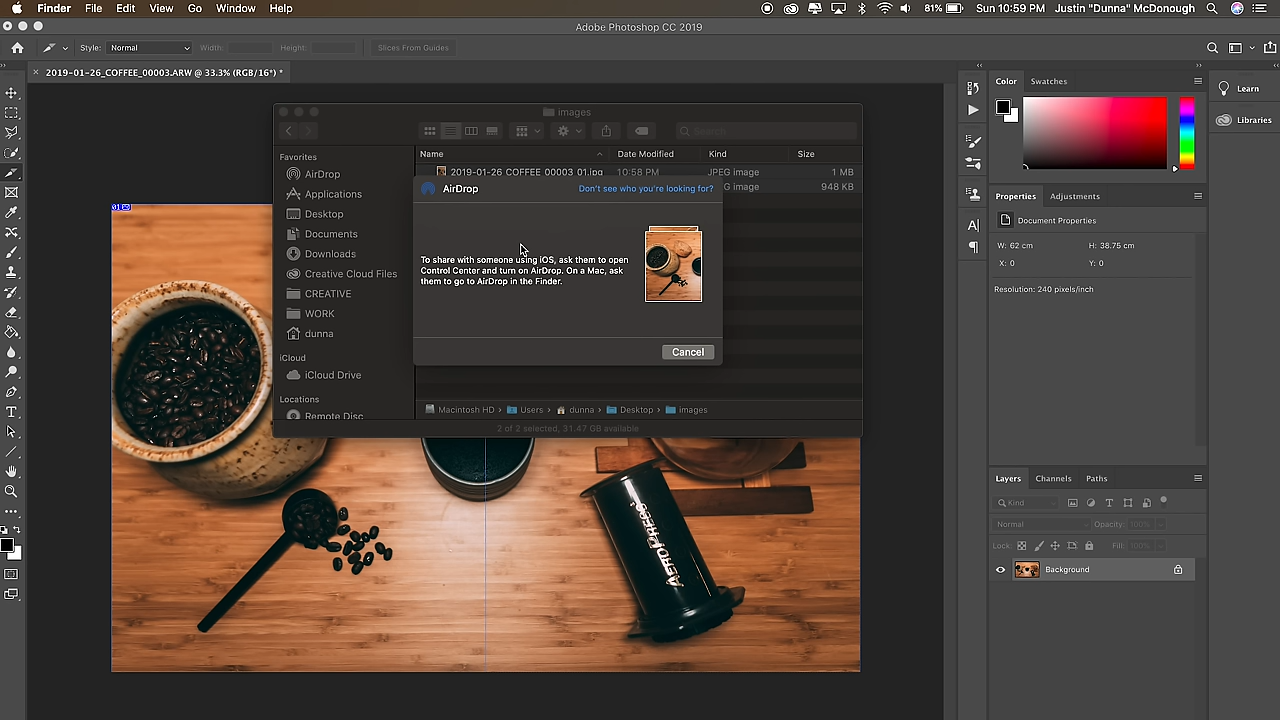 Finder File Edit View Go Window Help 81% Sun 10:59 PM Justin "Dunna" McDonough
Adobe Photoshop CC 2019
Style: Normal Width: Height: Slices From Guides
× 2019-01-26_COFFEE_00003.ARW @ 33.3% (RGB/16*) *
Color Swatches
Learn
Libraries
images
Search
Favorites
AirDrop
Applications
Desktop
Documents
Downloads
Creative Cloud Files
CREATIVE
WORK
dunna
iCloud
iCloud Drive
Locations
Remote Disc
Name Date Modified Kind Size
2019-01-26_COFFEE_00003_01.jpg 10:58 PM JPEG image 1 MB
G image 948 KB
AirDrop Don't see who you're looking for?
To share with someone using iOS, ask them to open
Control Center and turn on AirDrop. On a Mac, ask
them to go to AirDrop in the Finder.
Cancel
Macintosh HD › Users › dunna › Desktop › images
2 of 2 selected, 31.47 GB available
01
AEROPRESS
Properties Adjustments
Document Properties
W: 62 cm H: 38.75 cm
X: 0 Y: 0
Resolution: 240 pixels/inch
Layers Channels Paths
Kind
Normal Opacity: 100%
Lock: Fill: 100%
Background